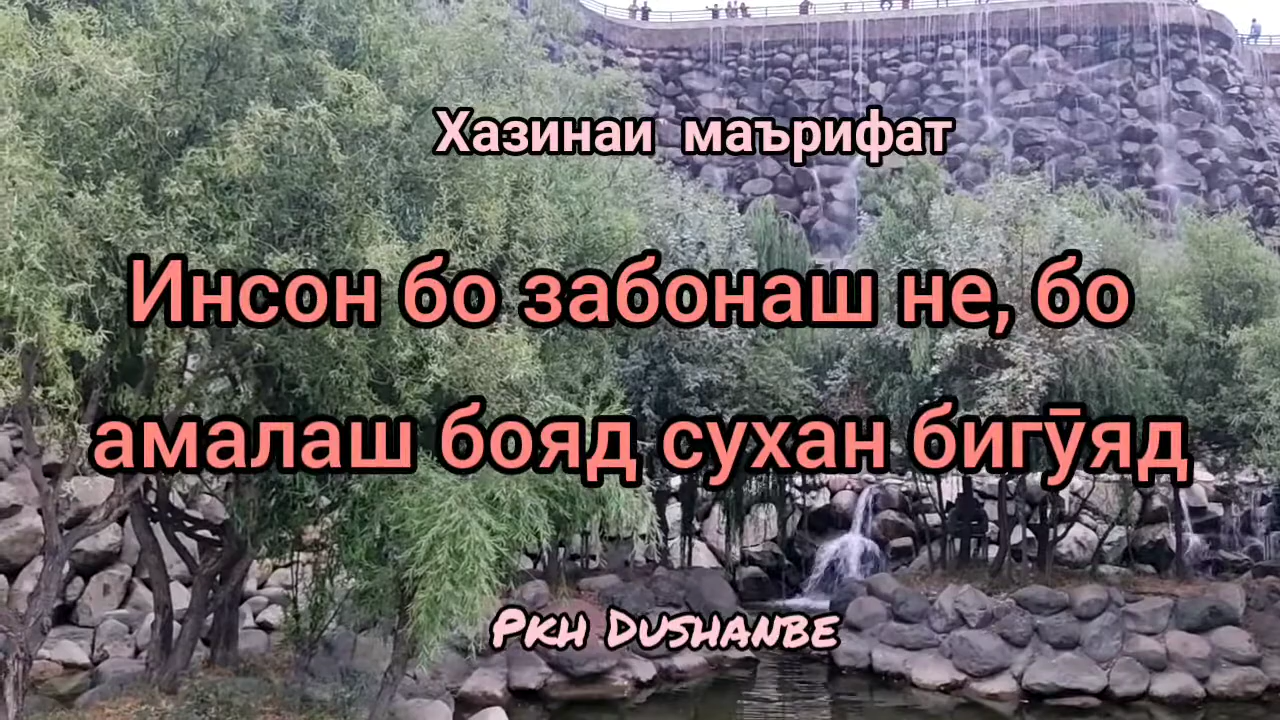 Хазинаи маърифат
Инсон бо забонаш не, бо
амалаш бояд сухан бигӯяд
Pkh Dushanbe